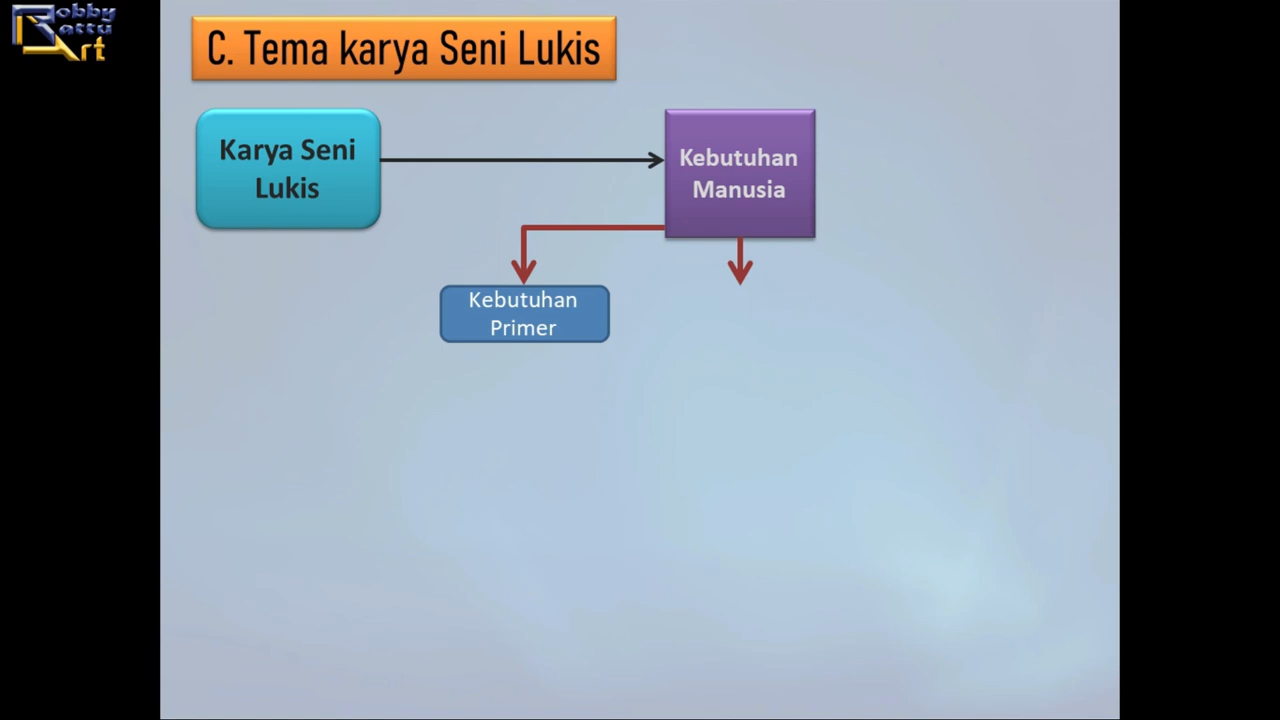 Robby
Rattu
Art
C. Tema karya Seni Lukis
Karya Seni
Lukis
Kebutuhan
Manusia
Kebutuhan
Primer